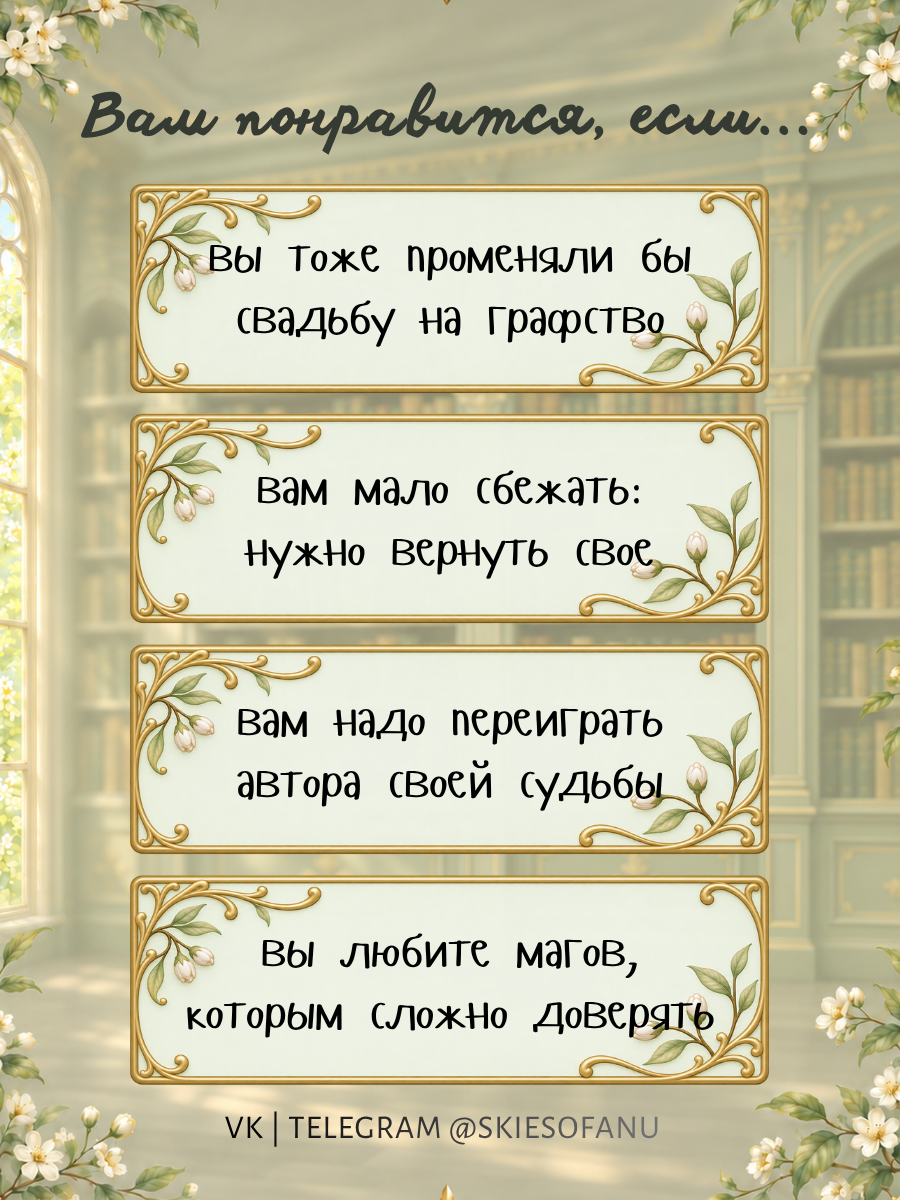 Вам понравится, если...
вы тоже променяли бы
свадьбу на графство
вам мало сбежать:
нужно вернуть свое
вам надо переиграть
автора своей судьбы
вы любите магов,
которым сложно доверять
VK | TELEGRAM @SKIESOFANU